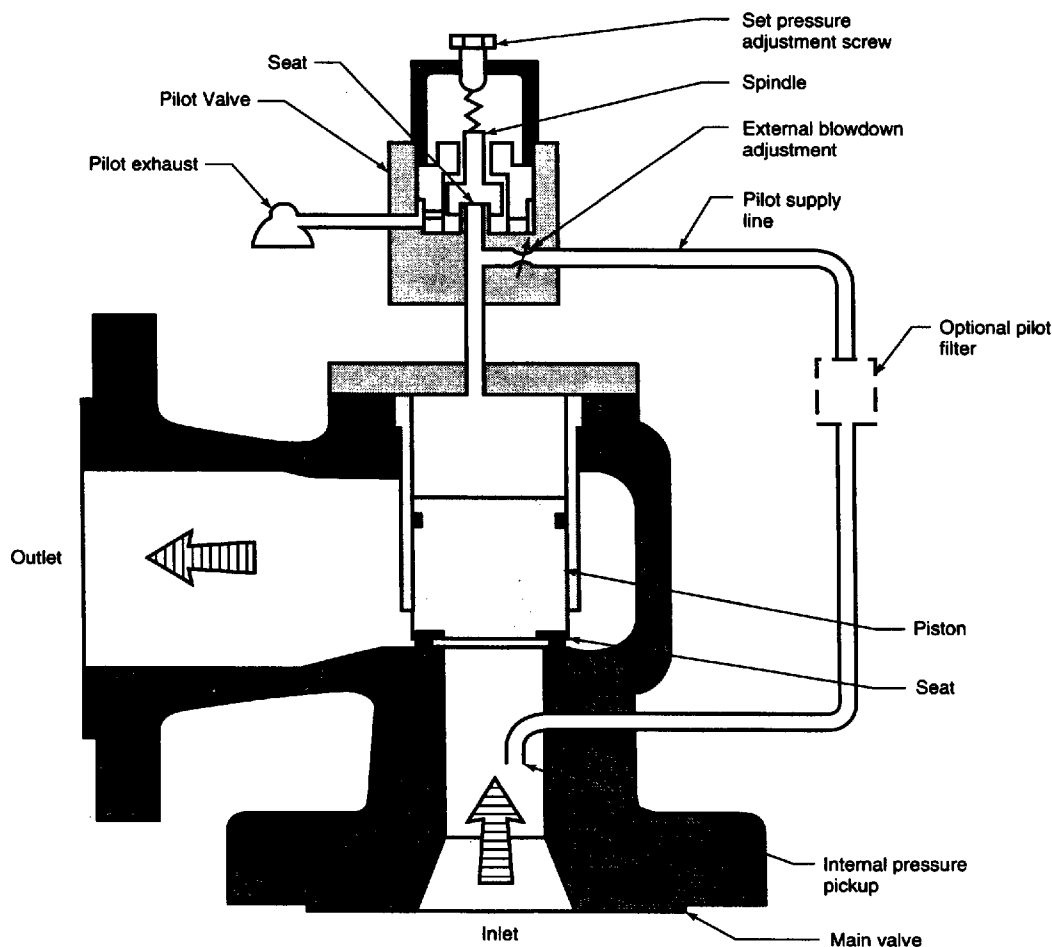 Set pressure
adjustment screw
Seat
Spindle
Pilot Valve
External blowdown
adjustment
Pilot exhaust
Pilot supply
line
Optional pilot
filter
Outlet
Piston
Seat
Internal pressure
pickup
Inlet
Main valve